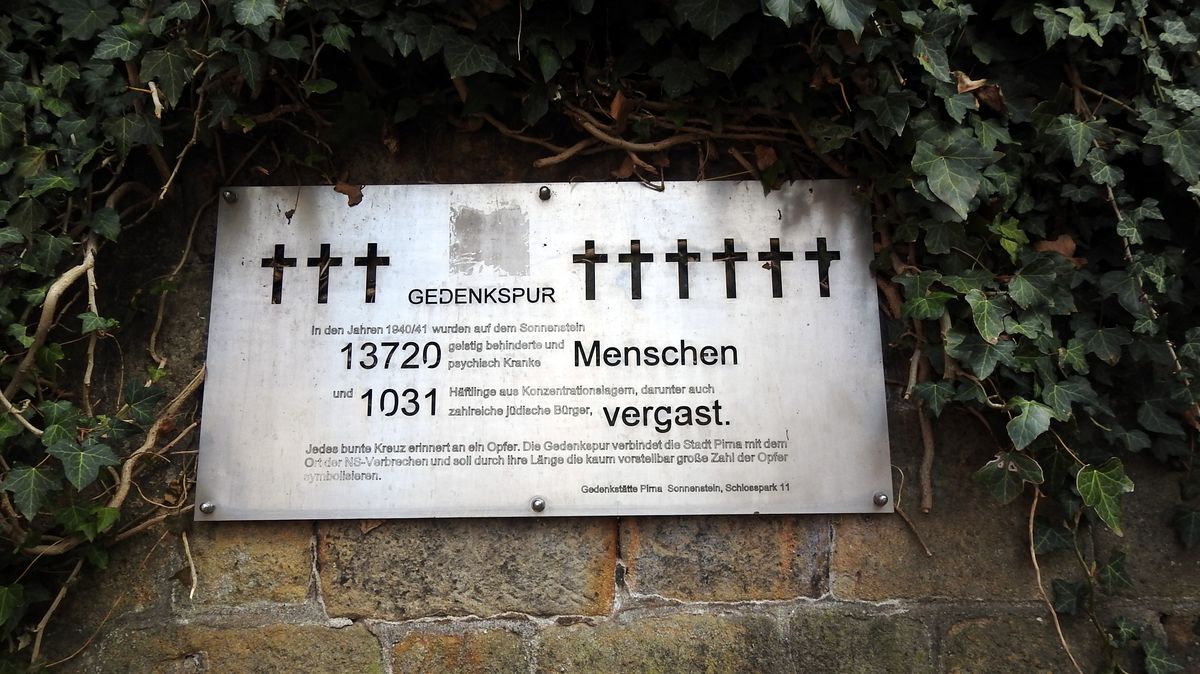 GEDENKSPUR
In den Jahren 1940/41 wurden auf dem Sonnenstein
13720 geistig behinderte und psychisch Kranke Menschen
und 1031 Häftlinge aus Konzentrationslagern, darunter auch zahlreiche jüdische Bürger, vergast.
Jedes bunte Kreuz erinnert an ein Opfer. Die Gedenkspur verbindet die Stadt Pirna mit dem
Ort der NS-Verbrechen und soll durch ihre Länge die kaum vorstellbar große Zahl der Opfer
symbolisieren.
Gedenkstätte Pirna Sonnenstein, Schlosspark 11